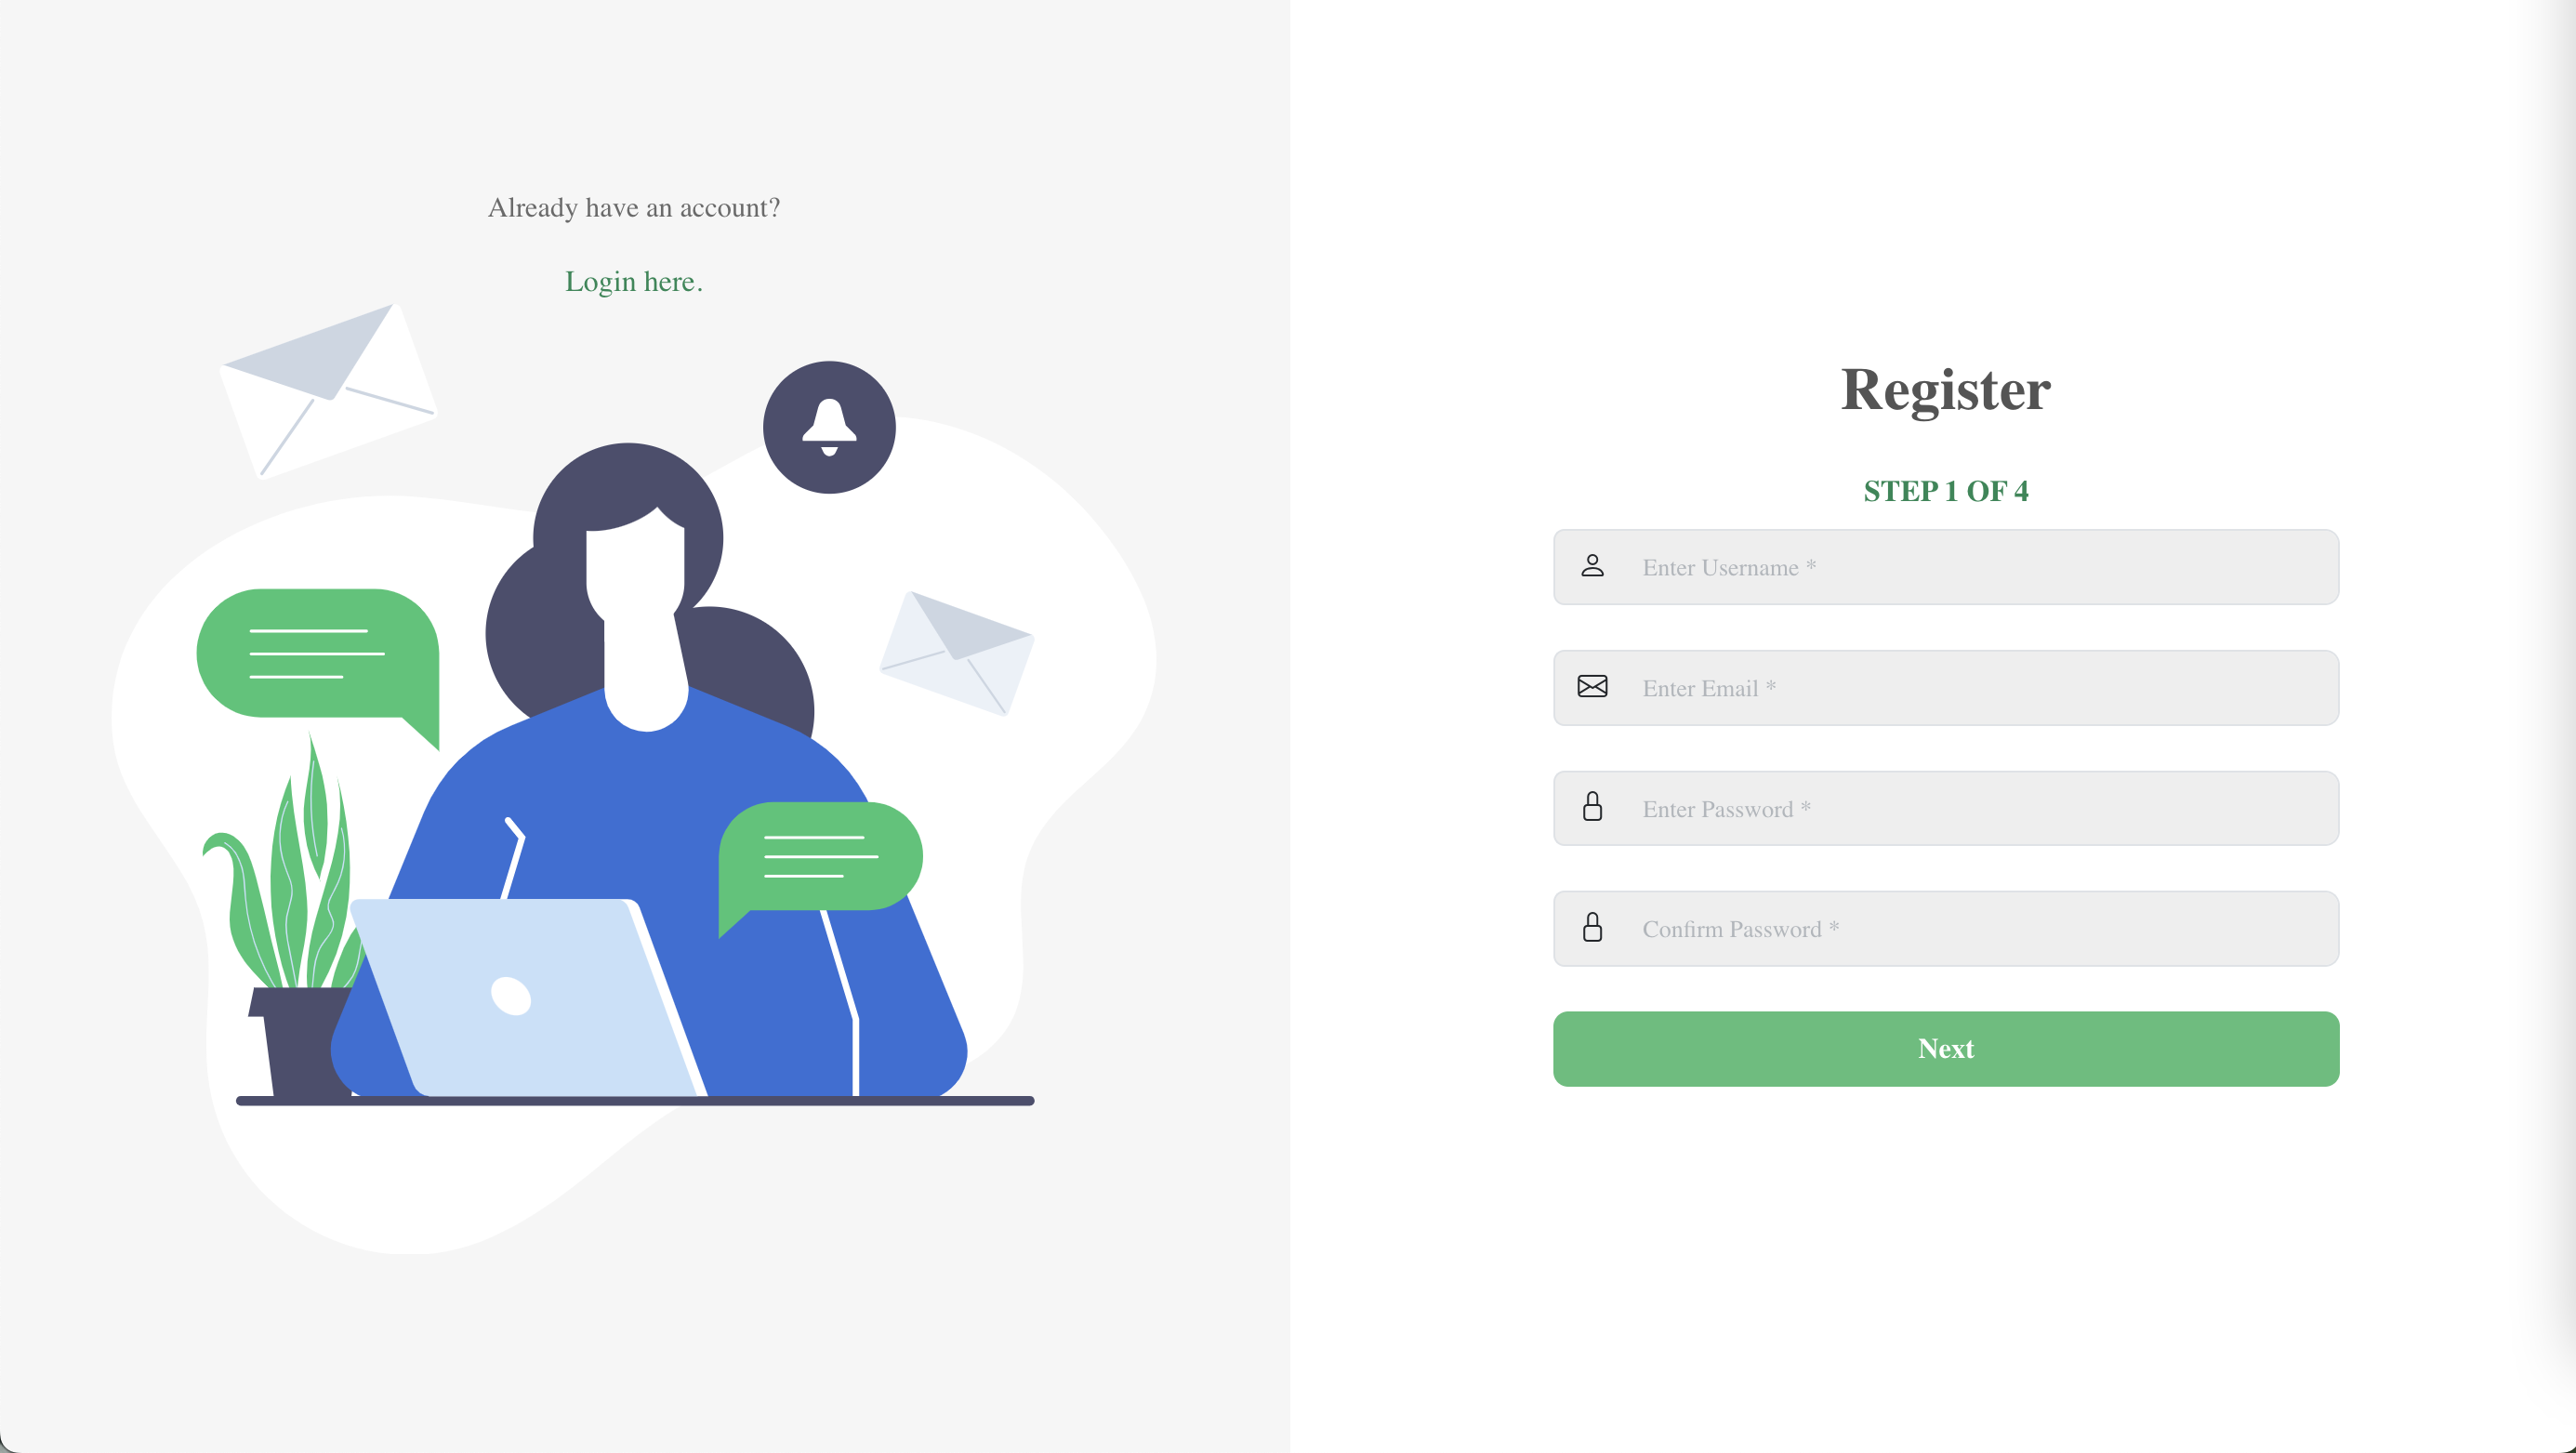 Already have an account?
Login here.
Register
STEP 1 OF 4
Enter Username *
Enter Email *
Enter Password *
Confirm Password *
Next